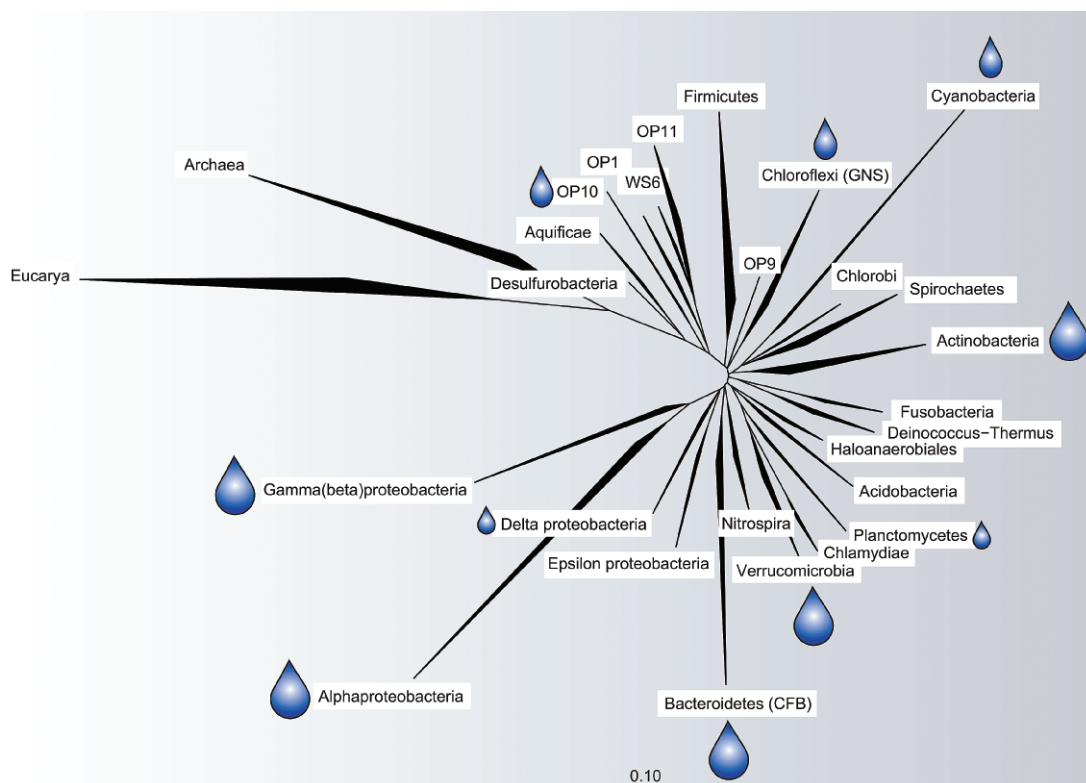 Cyanobacteria
Firmicutes
OP11
Archaea
OP1
Chloroflexi (GNS)
WS6
OP10
Aquificae
OP9
Eucarya
Chlorobi
Desulfurobacteria
Spirochaetes
Actinobacteria
Fusobacteria
Deinococcus-Thermus
Haloanaerobiales
Gamma(beta)proteobacteria
Acidobacteria
Delta proteobacteria
Nitrospira
Planctomycetes
Chlamydiae
Epsilon proteobacteria
Verrucomicrobia
Alphaproteobacteria
Bacteroidetes (CFB)
0.10